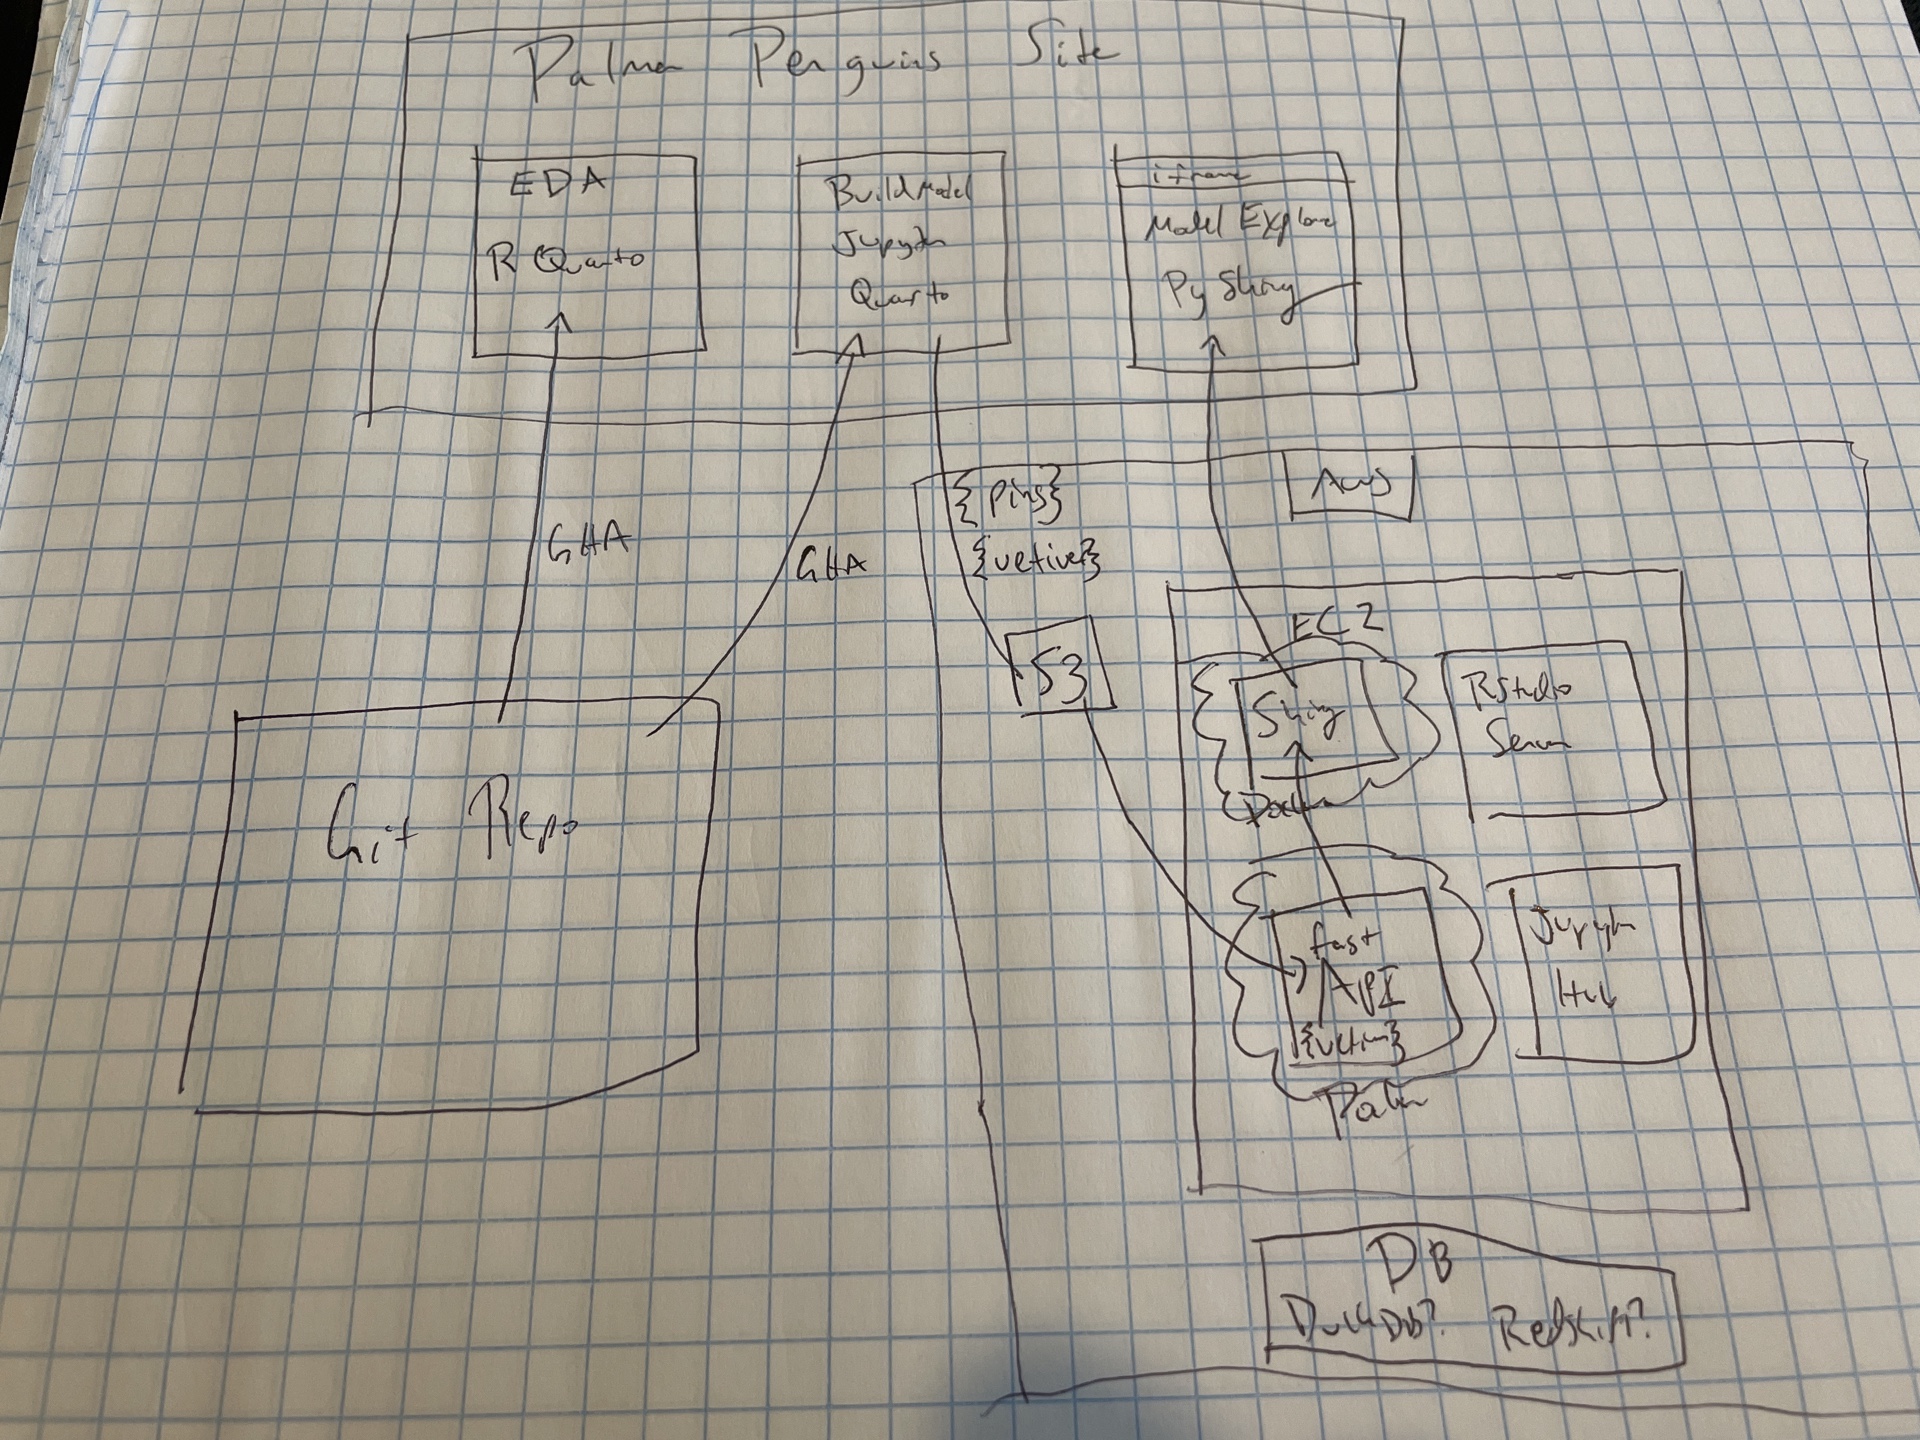 Palmer Penguins Site
EDA
R Quarto
Build Model
Jupyter
Quarto
iframe
Model Explorer
Py Shiny
GHA
GHA
{pins}
{vetiver}
AWS
S3
EC2
Shiny
Docker
RStudio
Server
Git Repo
fast
API
{vetiver}
Docker
Jupyter
Hub
DB
DuckDB? Redshift?